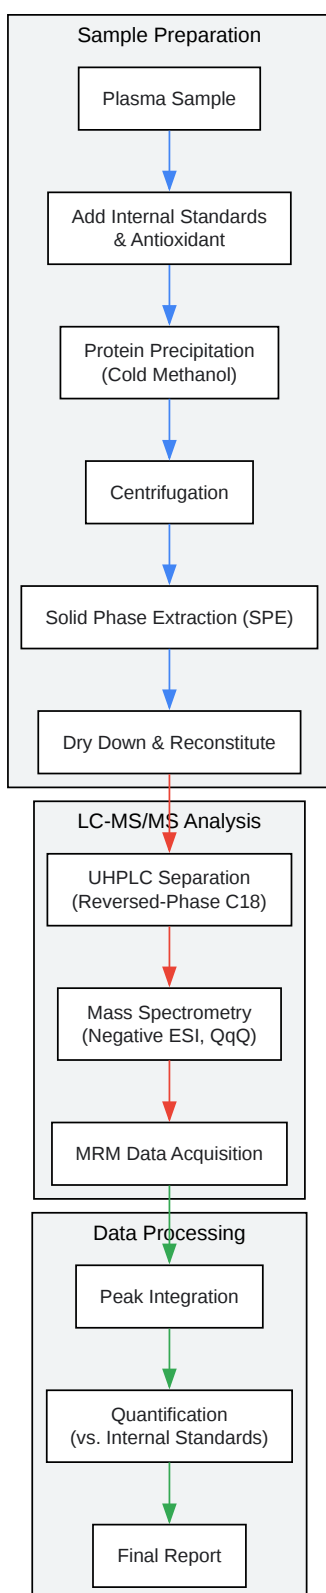 Sample Preparation
Plasma Sample
Add Internal Standards
& Antioxidant
Protein Precipitation
(Cold Methanol)
Centrifugation
Solid Phase Extraction (SPE)
Dry Down & Reconstitute
LC-MS/MS Analysis
UHPLC Separation
(Reversed-Phase C18)
Mass Spectrometry
(Negative ESI, QqQ)
MRM Data Acquisition
Data Processing
Peak Integration
Quantification
(vs. Internal Standards)
Final Report